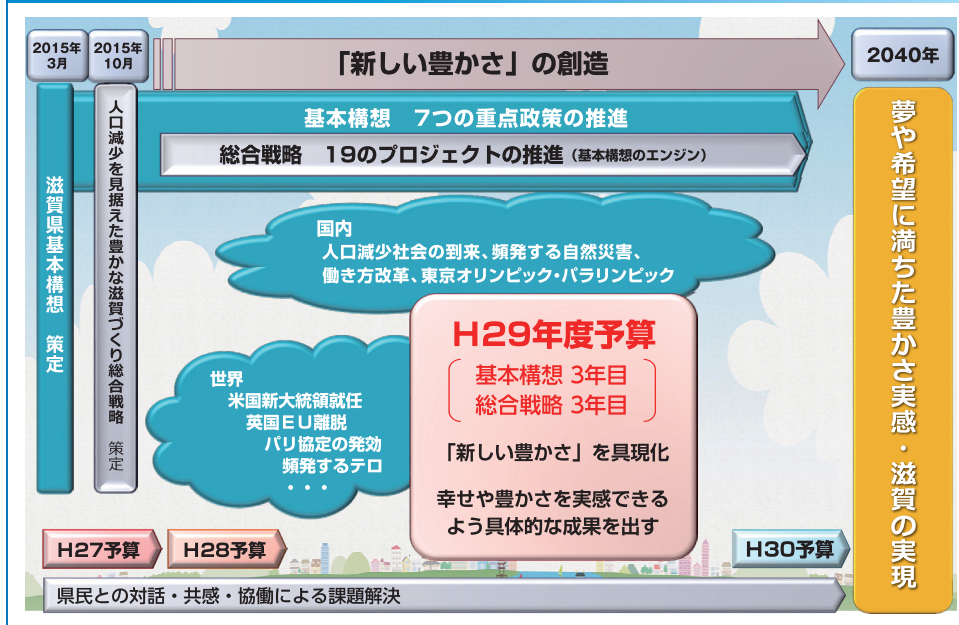 2015年
3月
2015年
10月
「新しい豊かさ」の創造
2040年
基本構想 7つの重点政策の推進
総合戦略 19のプロジェクトの推進（基本構想のエンジン）
滋賀県基本構想 策定
人口減少を見据えた豊かな滋賀づくり総合戦略 策定
夢や希望に満ちた豊かさ実感・滋賀の実現
国内
人口減少社会の到来、頻発する自然災害、
働き方改革、東京オリンピック・パラリンピック
世界
米国新大統領就任
英国EU離脱
パリ協定の発効
頻発するテロ
・・・
H29年度予算
基本構想 3年目
総合戦略 3年目
「新しい豊かさ」を具現化
幸せや豊かさを実感できる
よう具体的な成果を出す
H27予算
H28予算
H30予算
県民との対話・共感・協働による課題解決